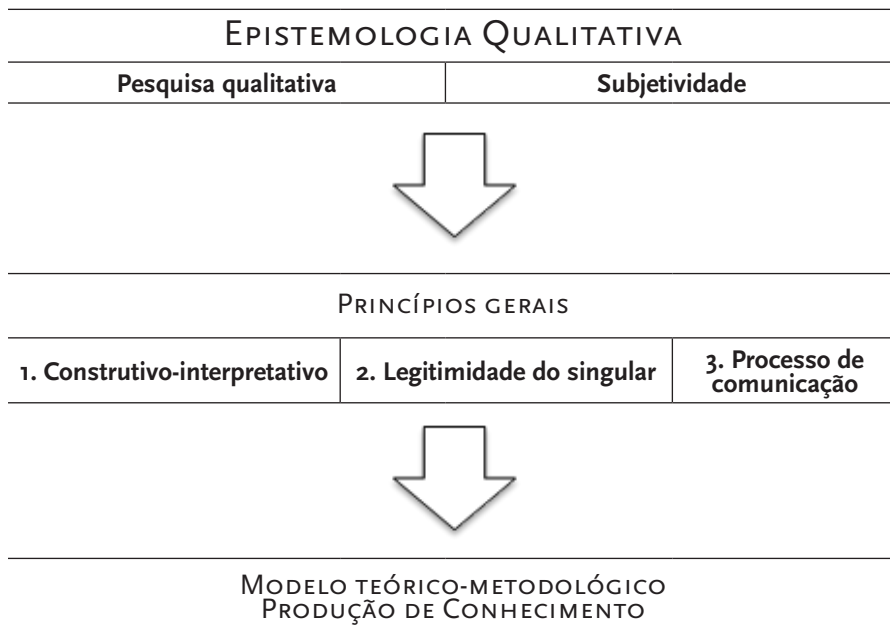 Epistemologia Qualitativa
Pesquisa qualitativa Subjetividade
Princípios gerais
1. Construtivo-interpretativo 2. Legitimidade do singular 3. Processo de
comunicação
Modelo teórico-metodológico
Produção de Conhecimento